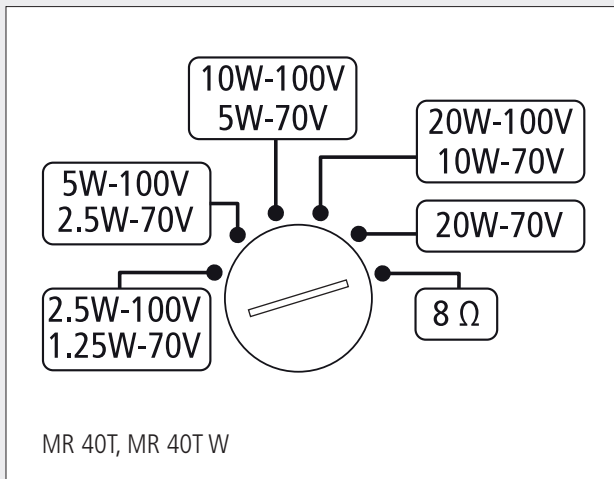 10W-100V
5W-70V
20W-100V
10W-70V
5W-100V
2.5W-70V
20W-70V
2.5W-100V
1.25W-70V
8 Ω
MR 40T, MR 40T W